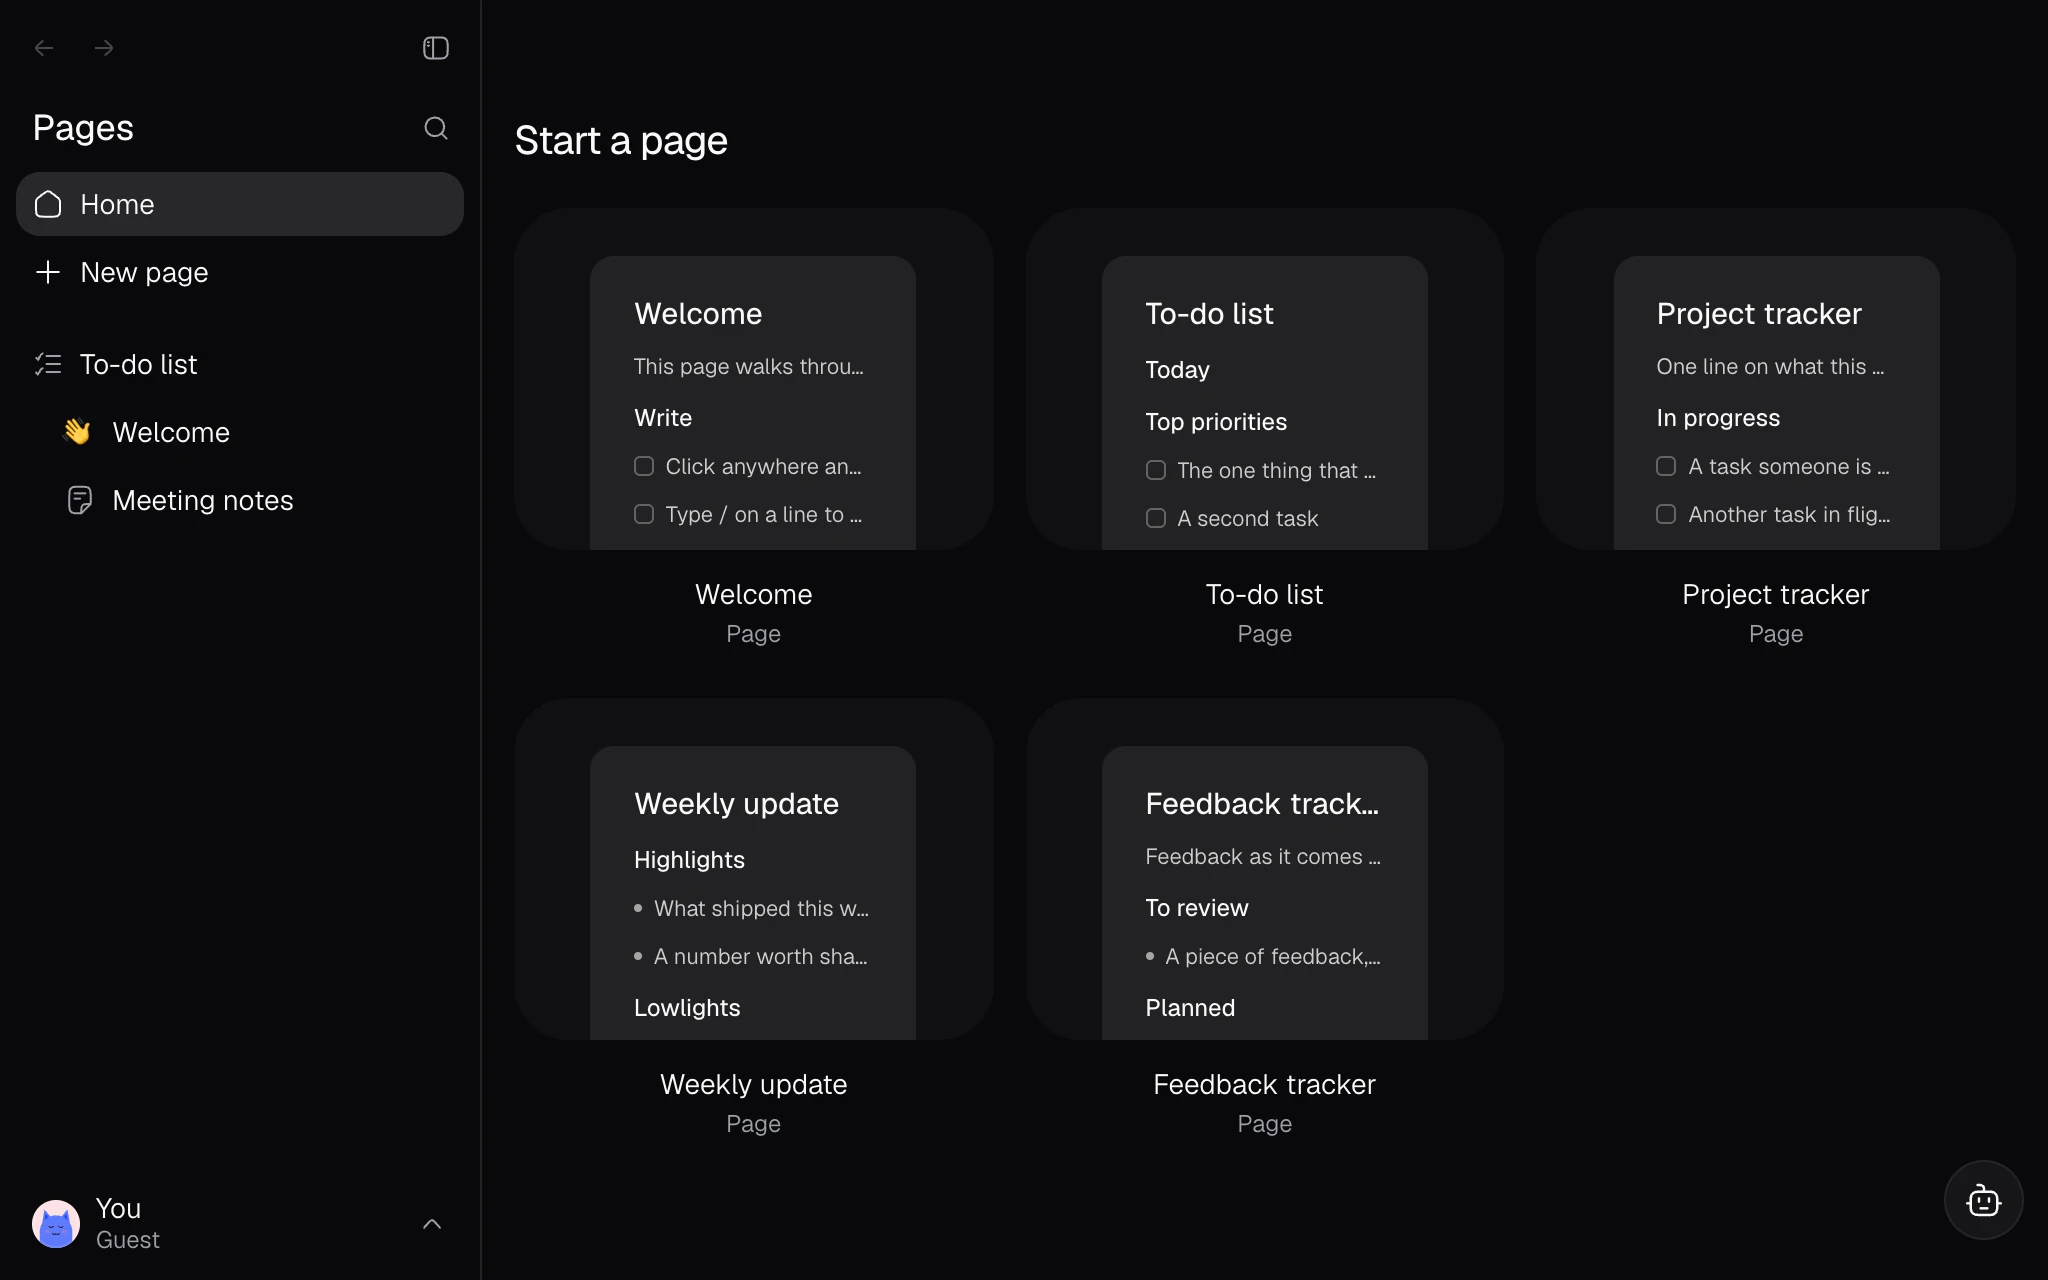 Pages
Home
New page
To-do list
Welcome
Meeting notes
You
Guest
Start a page
Welcome
This page walks throu...
Write
Click anywhere an...
Type / on a line to ...
Welcome
Page
To-do list
Today
Top priorities
The one thing that ...
A second task
To-do list
Page
Project tracker
One line on what this ...
In progress
A task someone is ...
Another task in flig...
Project tracker
Page
Weekly update
Highlights
What shipped this w...
A number worth sha...
Lowlights
Weekly update
Page
Feedback track...
Feedback as it comes ...
To review
A piece of feedback,...
Planned
Feedback tracker
Page